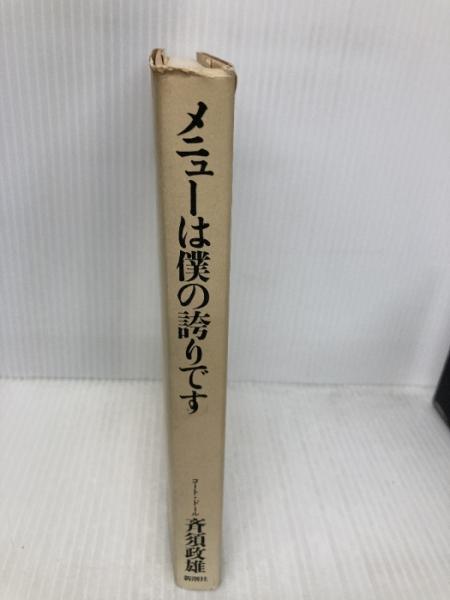 メニューは僕の誇りです
コート・ドール
斉須政雄
新潮社